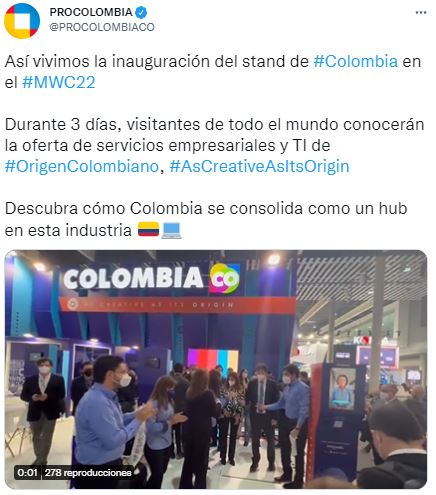 PROCOLOMBIA
@PROCOLOMBIACO
Así vivimos la inauguración del stand de #Colombia en
el #MWC22
Durante 3 días, visitantes de todo el mundo conocerán
la oferta de servicios empresariales y TI de
#OrigenColombiano, #AsCreativeAsItsOrigin
Descubra cómo Colombia se consolida como un hub
en esta industria
COLOMBIA CO
AS CREATIVE AS ITS ORIGIN
0:01 278 reproducciones